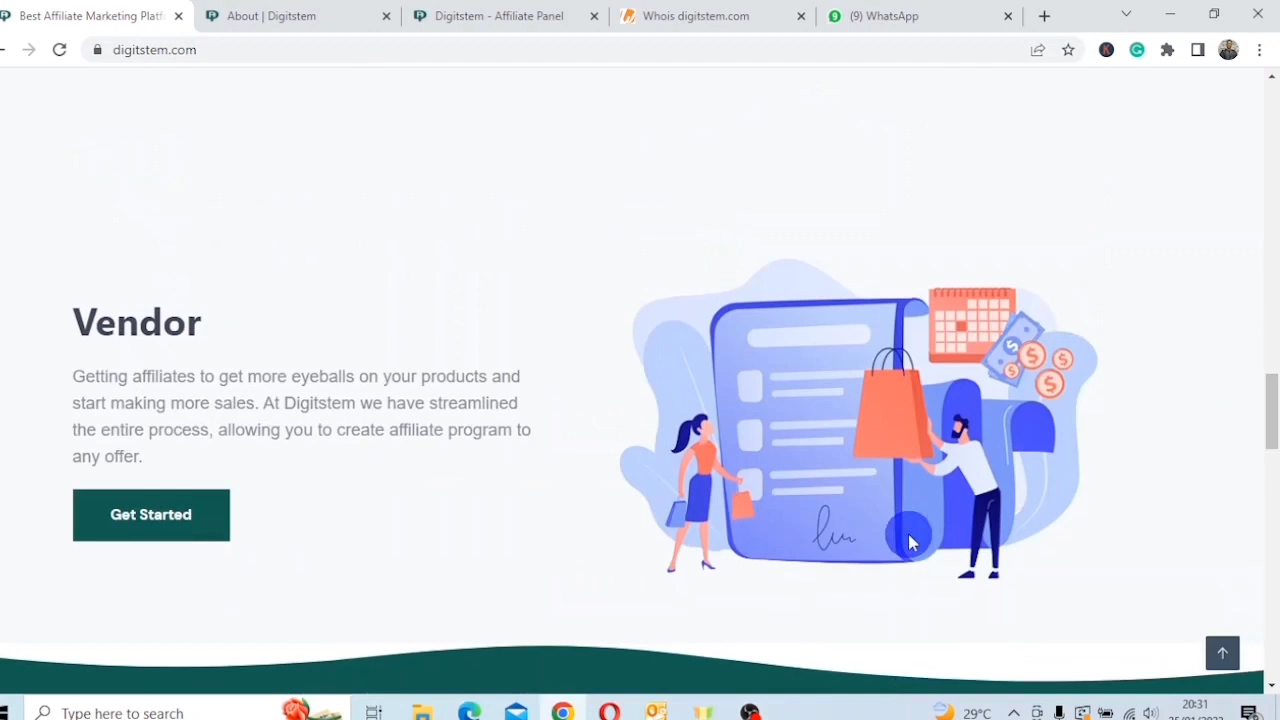 Best Affiliate Marketing Platf
About | Digitstem
Digitstem - Affiliate Panel
Whois digitstem.com
(9) WhatsApp
digitstem.com
Vendor
Getting affiliates to get more eyeballs on your products and
start making more sales. At Digitstem we have streamlined
the entire process, allowing you to create affiliate program to
any offer.
Get Started
Type here to search
29°C
20:31